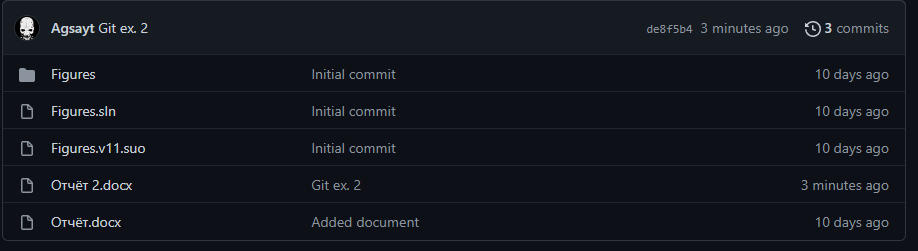 Agsayt Git ex. 2 de8f5b4 3 minutes ago 3 commits
Figures Initial commit 10 days ago
Figures.sln Initial commit 10 days ago
Figures.v11.suo Initial commit 10 days ago
Отчёт 2.docx Git ex. 2 3 minutes ago
Отчёт.docx Added document 10 days ago